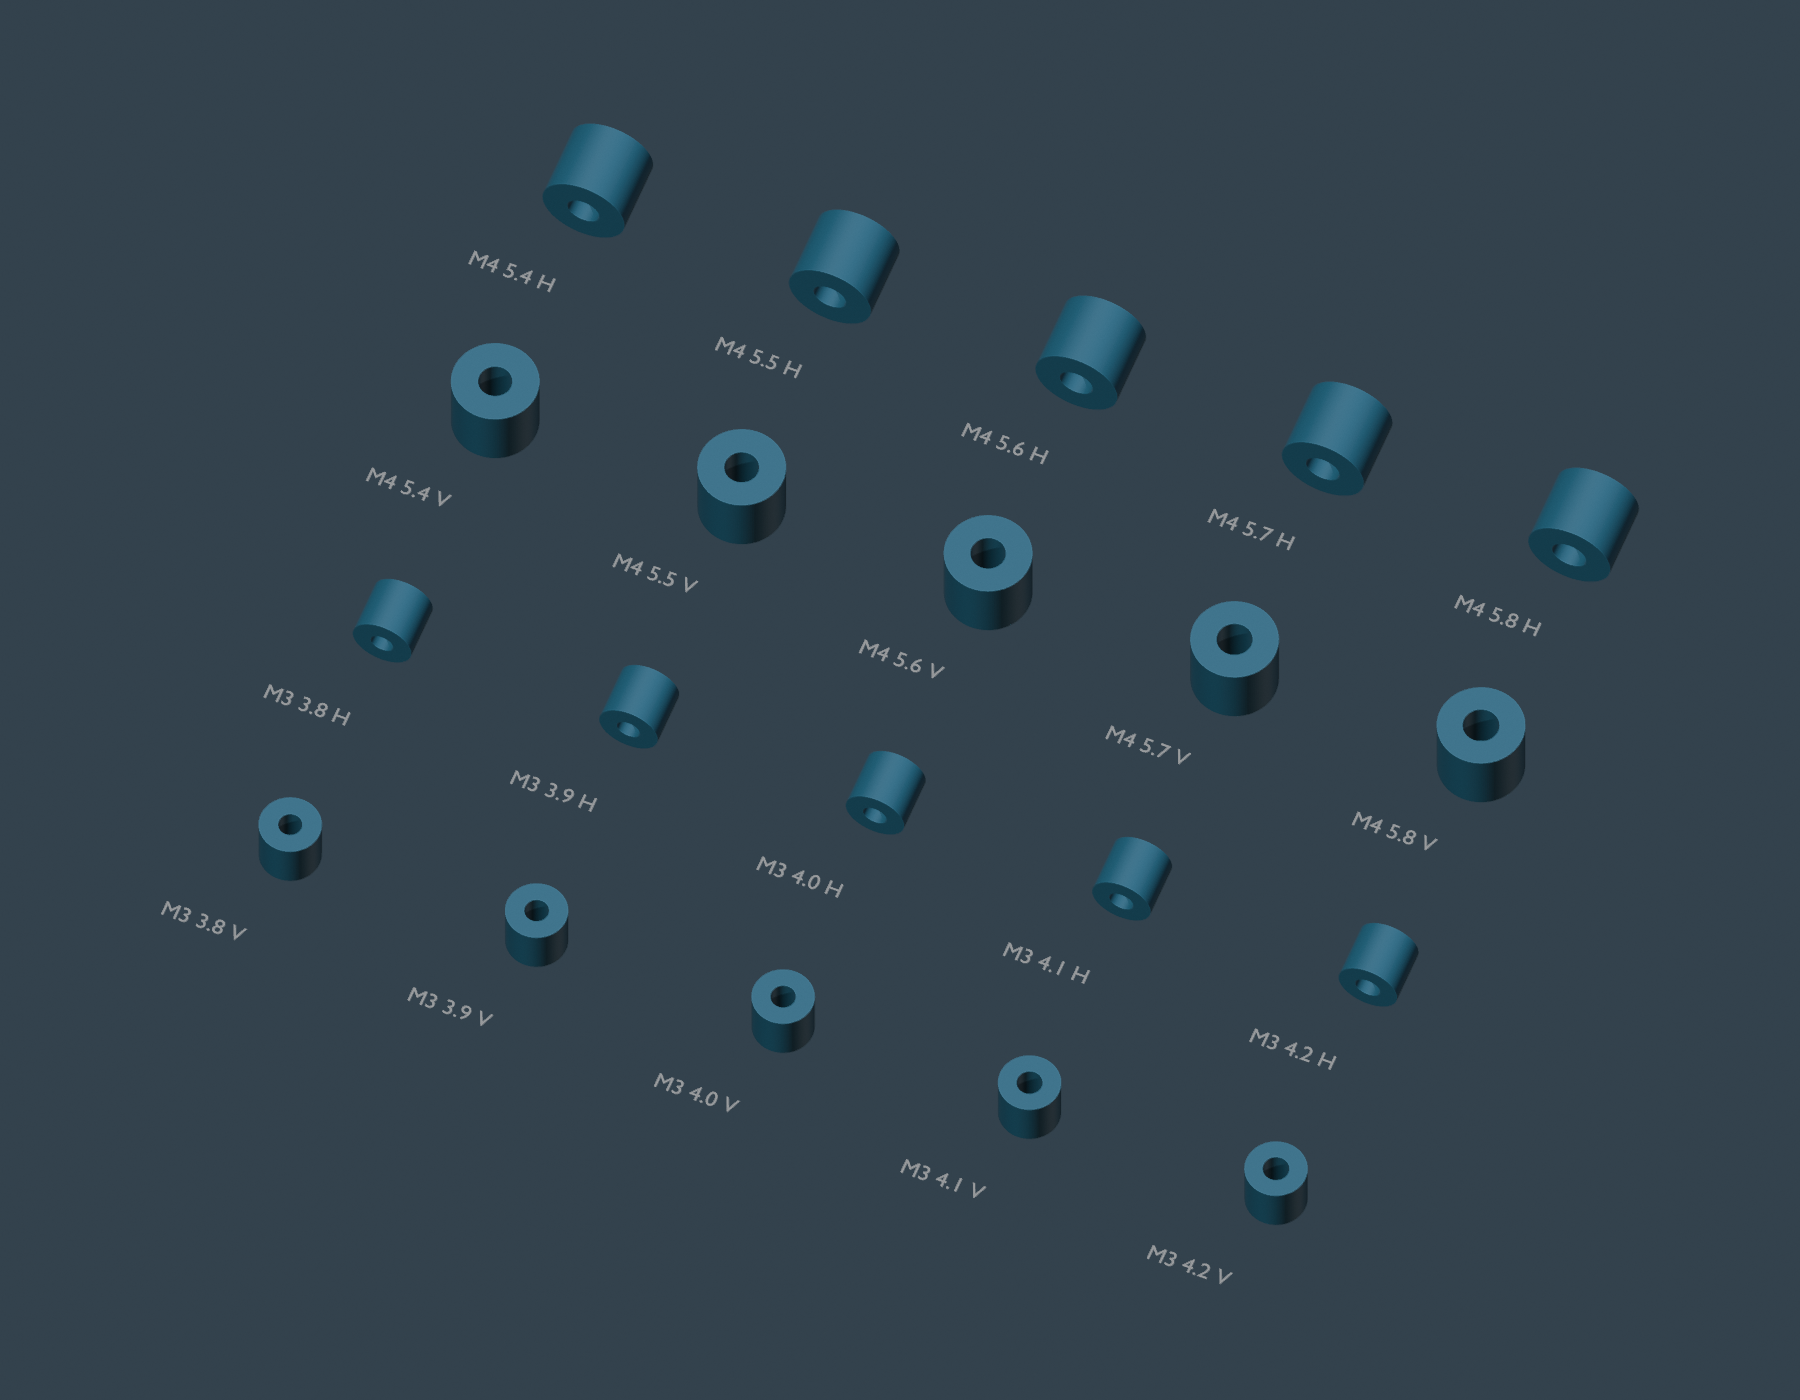 M4 5.4 H
M4 5.5 H
M4 5.6 H
M4 5.7 H
M4 5.8 H
M4 5.4 V
M4 5.5 V
M4 5.6 V
M4 5.7 V
M4 5.8 V
M3 3.8 H
M3 3.9 H
M3 4.0 H
M3 4.1 H
M3 4.2 H
M3 3.8 V
M3 3.9 V
M3 4.0 V
M3 4.1 V
M3 4.2 V